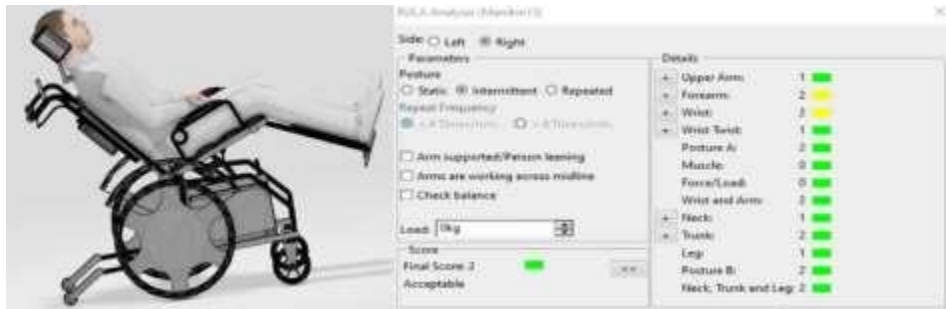 RULA Analysis (Manikin1)
Side: Left Right
Parameters
Posture
Static Intermittent Repeated
Repeat Frequency
Arm supported/Person leaning
Arms are working across midline
Check balance
Load: 0kg
Score
Final Score: 2
<<
Acceptable
Details
+ Upper Arm: 1
+ Forearm: 2
+ Wrist: 2
+ Wrist Twist: 1
Posture A: 2
Muscle: 0
Force/Load: 0
Wrist and Arm: 2
+ Neck: 1
+ Trunk: 2
Leg: 1
Posture B: 2
Neck, Trunk and Leg: 2